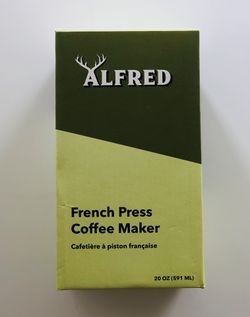 ALFRED
French Press
Coffee Maker
Cafetière à piston française
20 OZ (591 ML)